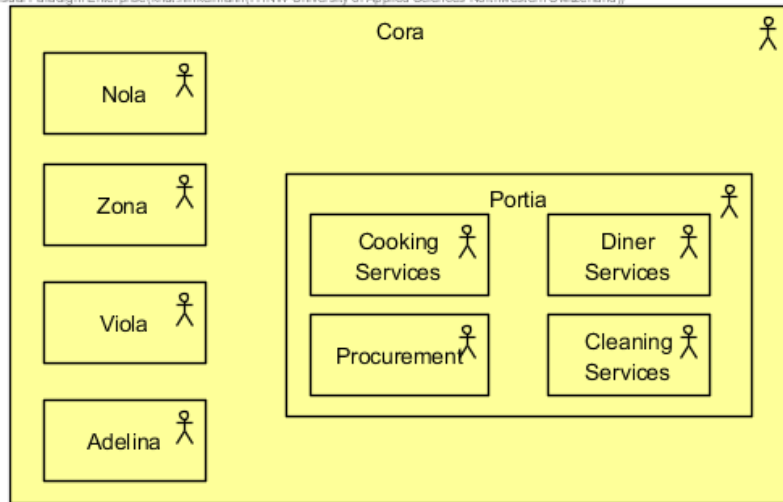 Cora
Nola
Zona
Viola
Adelina
Portia
Cooking
Services
Diner
Services
Procurement
Cleaning
Services